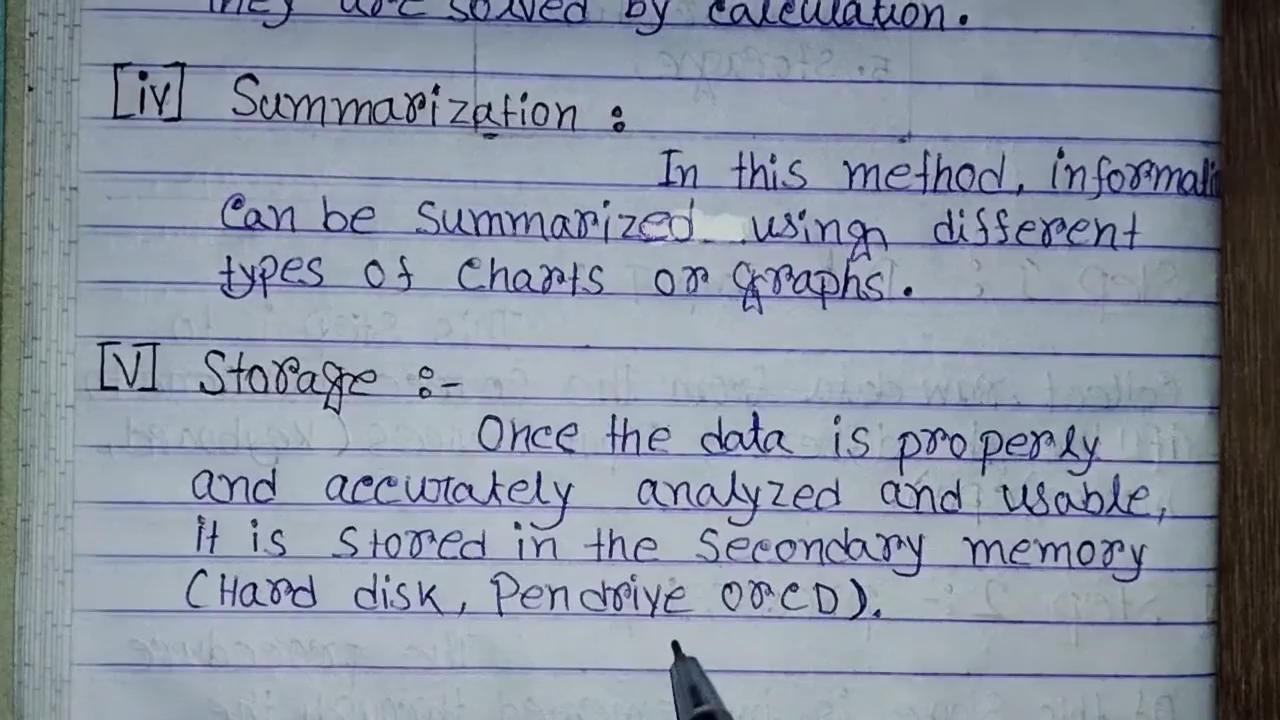 They are solved by calculation.
[iv] Summarization :
In this method, informati
Can be summarized using different
types of charts or graphs.
[V] Storage :-
Once the data is properly
and accurately analyzed and usable,
it is stored in the secondary memory
(Hard disk, Pendrive or CD).